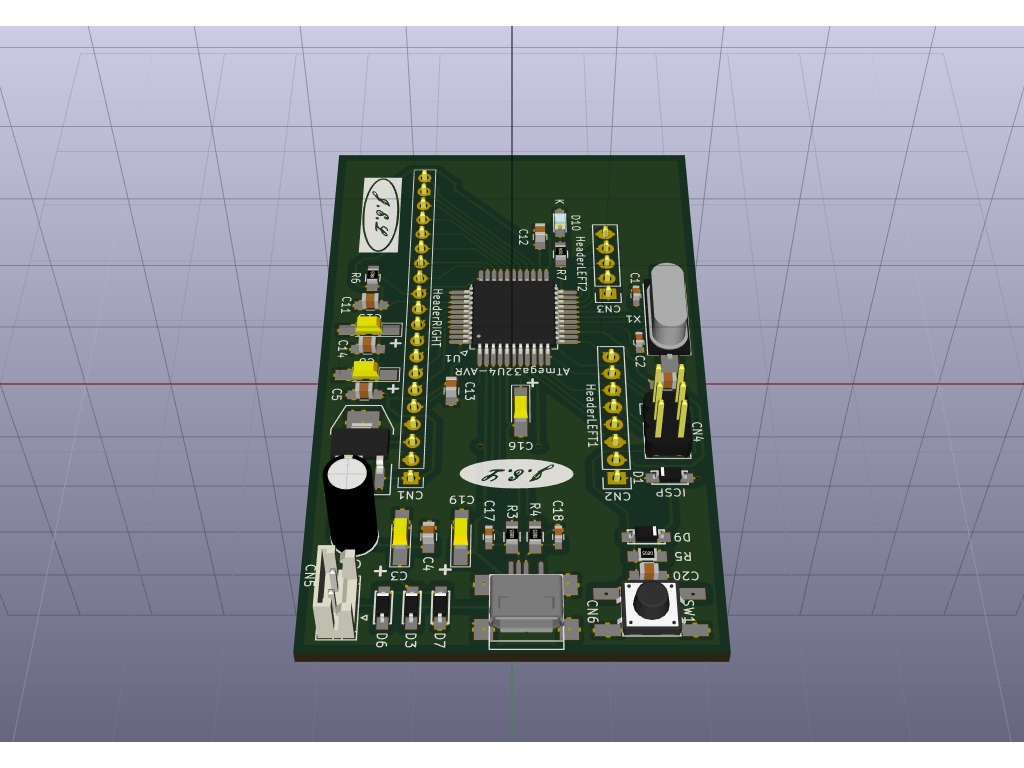 K
D10
J.C.L
C12
HeaderLEFT2
R7
R6
C1
C11
HeaderRIGHT
CN3
X1
C14
U1
C2
ATmega32U4-AVR
C5
C13
HeaderLEFT1
CN4
C16
D1
CN1
CN2
ICSP
C19
C17
R3
R4
C18
D9
R5
C4
C3
C20
CN5
CN6
SW1
D6
D3
D7